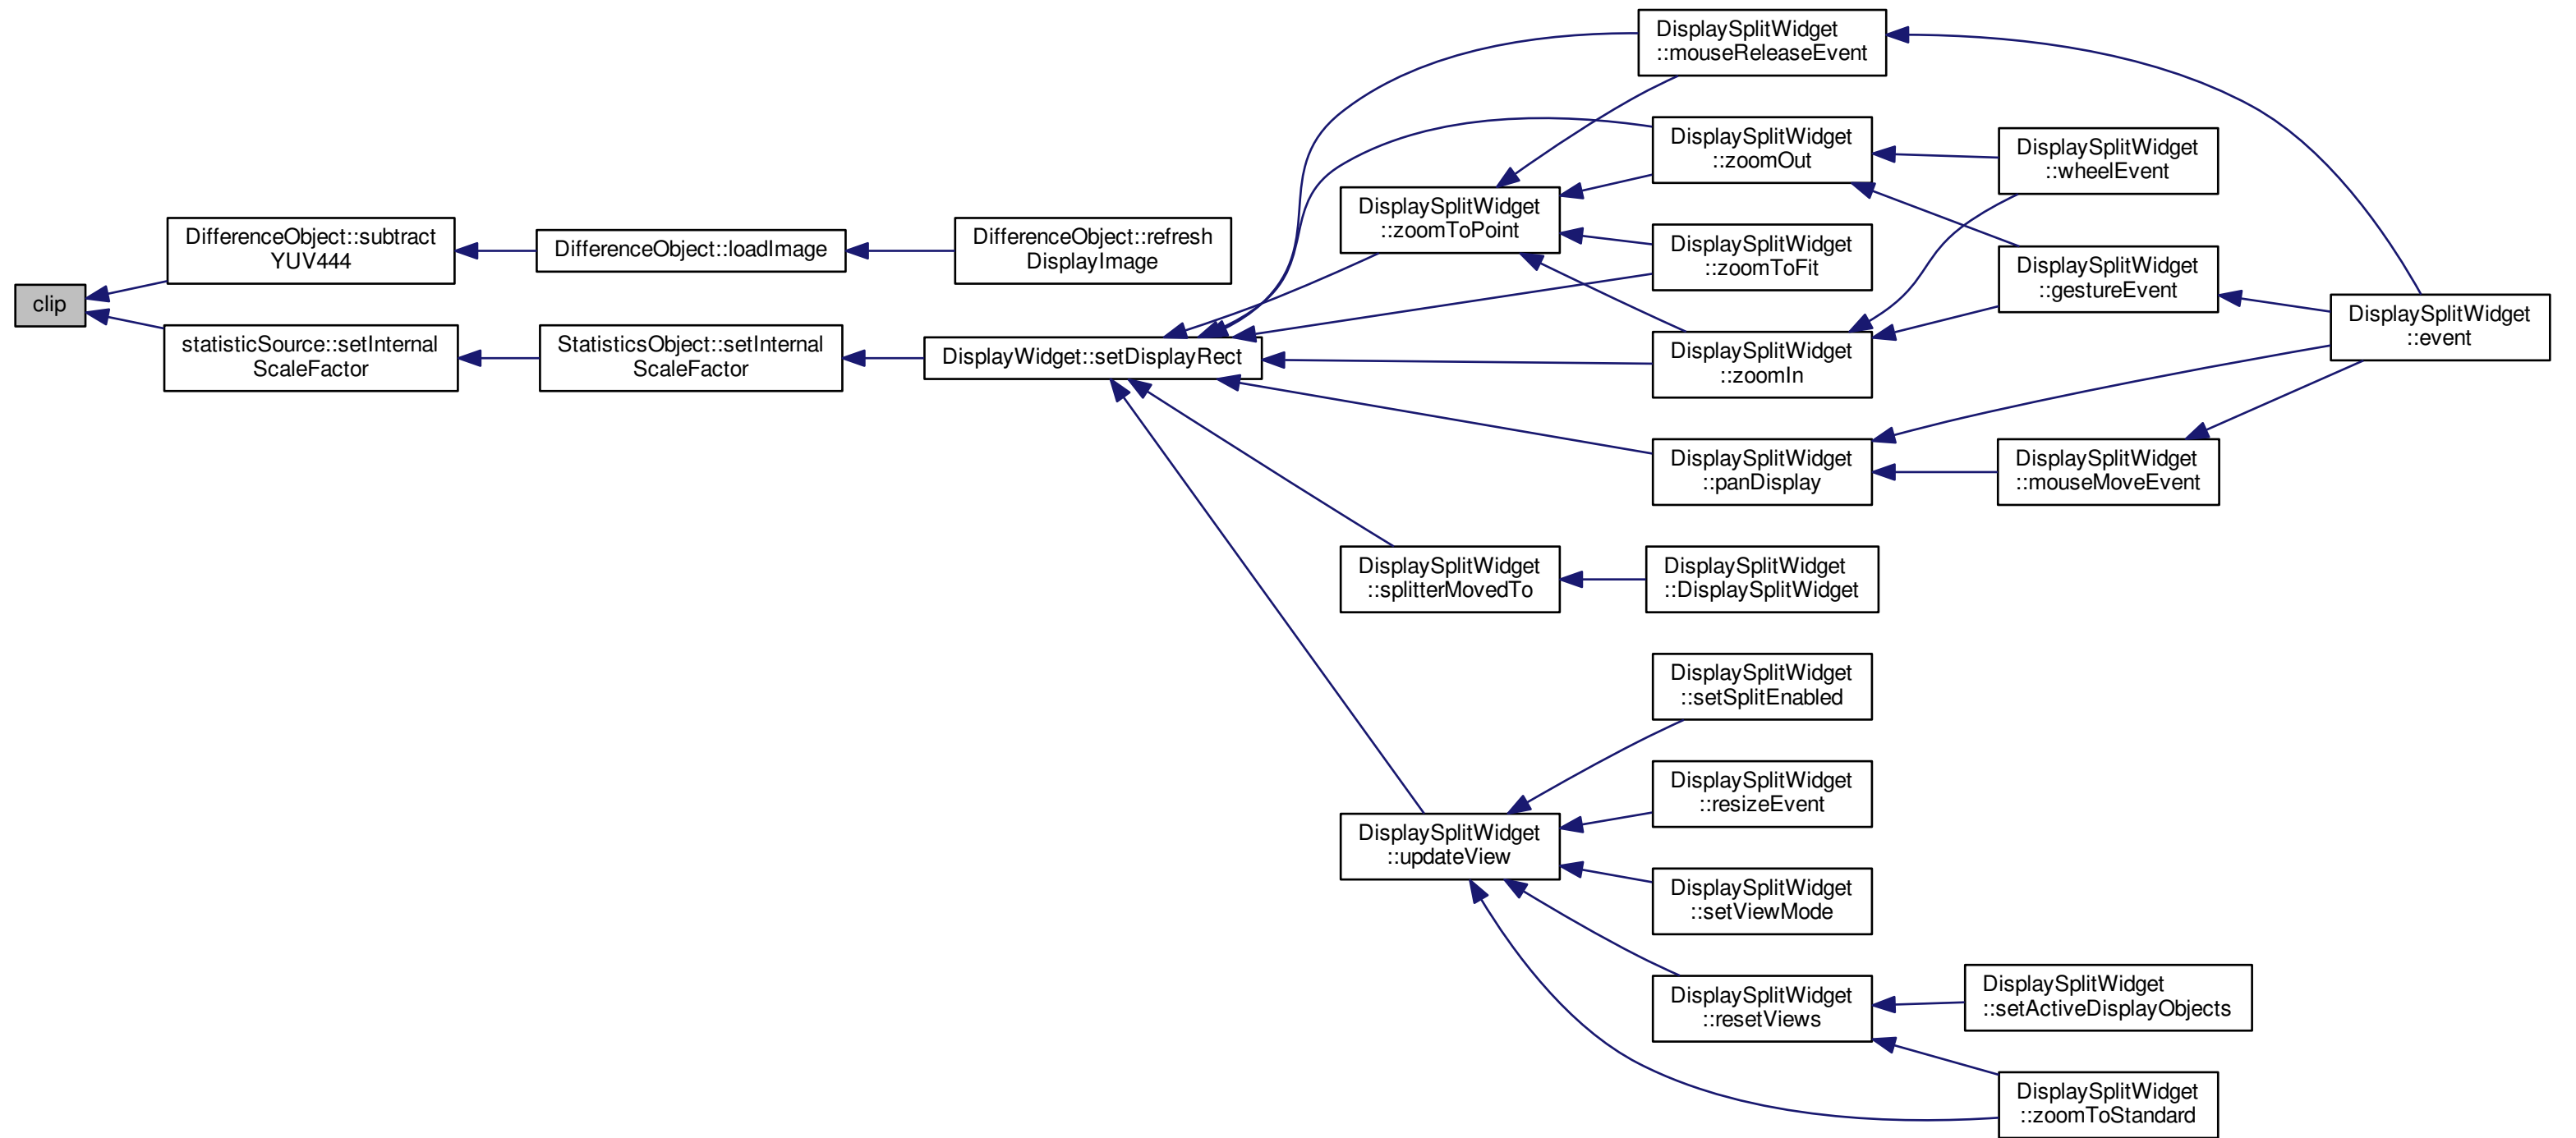 clip
DifferenceObject::subtract
YUV444
DifferenceObject::loadImage
DifferenceObject::refresh
DisplayImage
statisticSource::setInternal
ScaleFactor
StatisticsObject::setInternal
ScaleFactor
DisplayWidget::setDisplayRect
DisplaySplitWidget
::mouseReleaseEvent
DisplaySplitWidget
::zoomToPoint
DisplaySplitWidget
::zoomOut
DisplaySplitWidget
::wheelEvent
DisplaySplitWidget
::zoomToFit
DisplaySplitWidget
::gestureEvent
DisplaySplitWidget
::event
DisplaySplitWidget
::zoomIn
DisplaySplitWidget
::panDisplay
DisplaySplitWidget
::mouseMoveEvent
DisplaySplitWidget
::splitterMovedTo
DisplaySplitWidget
::DisplaySplitWidget
DisplaySplitWidget
::updateView
DisplaySplitWidget
::setSplitEnabled
DisplaySplitWidget
::resizeEvent
DisplaySplitWidget
::setViewMode
DisplaySplitWidget
::resetViews
DisplaySplitWidget
::setActiveDisplayObjects
DisplaySplitWidget
::zoomToStandard